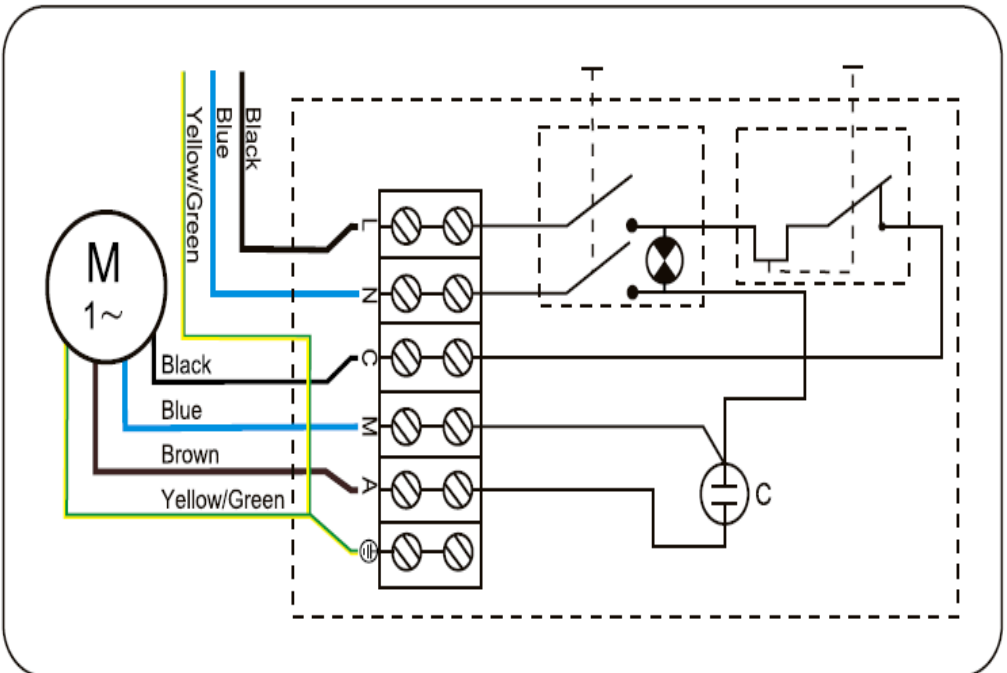 Yellow/Green
Blue
Black
M
1~
L
N
C
M
A
Black
Blue
Brown
Yellow/Green
C